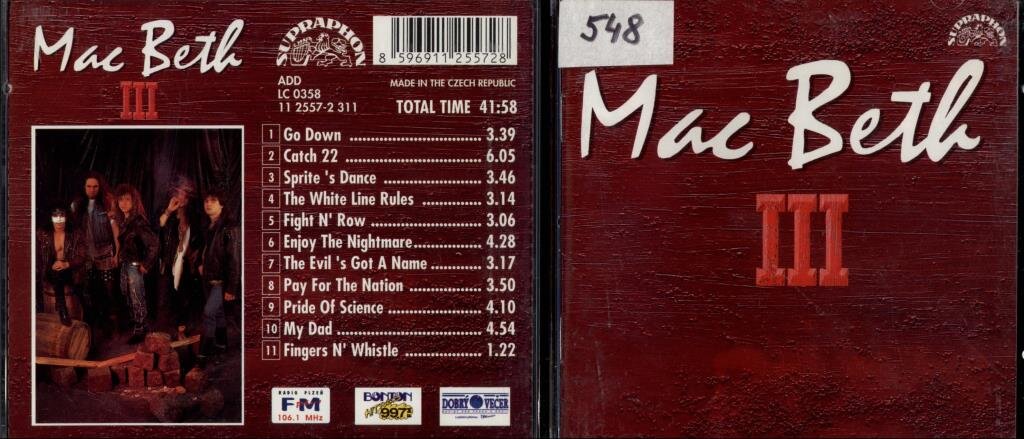 Mac Beth
III
SUPRAPHON
8 596911 255728
ADD
LC 0358
11 2557-2 311
MADE IN THE CZECH REPUBLIC
TOTAL TIME 41:58
1 Go Down 3.39
2 Catch 22 6.05
3 Sprite 's Dance 3.46
4 The White Line Rules 3.14
5 Fight N' Row 3.06
6 Enjoy The Nightmare 4.28
7 The Evil 's Got A Name 3.17
8 Pay For The Nation 3.50
9 Pride Of Science 4.10
10 My Dad 4.54
11 Fingers N' Whistle 1.22
RADIO PLZEŇ
FM
106.1 MHz
BONTON
99.7
DOBRÝ VEČER
548
SUPRAPHON
Mac Beth
III